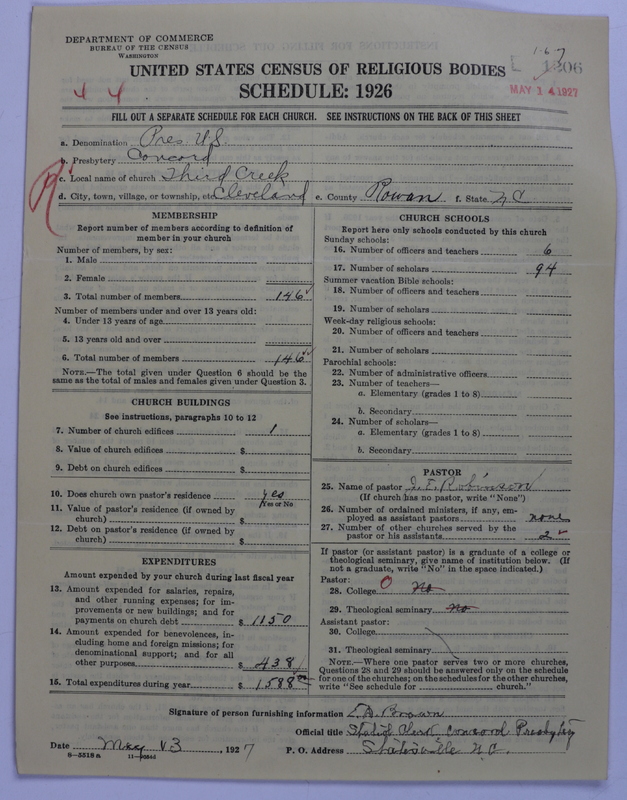 DEPARTMENT OF COMMERCE
BUREAU OF THE CENSUS
WASHINGTON
UNITED STATES CENSUS OF RELIGIOUS BODIES
SCHEDULE: 1926
1-6-7
L 1206
MAY 14 1927
4 4
FILL OUT A SEPARATE SCHEDULE FOR EACH CHURCH. SEE INSTRUCTIONS ON THE BACK OF THIS SHEET
a. Denomination Pres. U.S.
b. Presbytery Concord
c. Local name of church Third Creek
d. City, town, village, or township, etc. Cleveland e. County Rowan f. State N C
MEMBERSHIP
Report number of members according to definition of
member in your church
Number of members, by sex:
1. Male
2. Female
3. Total number of members 146
Number of members under and over 13 years old:
4. Under 13 years of age
5. 13 years old and over
6. Total number of members 146
NOTE.—The total given under Question 6 should be
same as the total of males and females given under Question 3.
CHURCH BUILDINGS
See instructions, paragraphs 10 to 12
7. Number of church edifices 1
8. Value of church edifices $
9. Debt on church edifices $
10. Does church own pastor's residence yes
Yes or No
11. Value of pastor's residence (if owned by
church) $
12. Debt on pastor's residence (if owned by
church) $
EXPENDITURES
Amount expended by your church during last fiscal year
13. Amount expended for salaries, repairs,
and other running expenses; for im-
provements or new buildings; and for
payments on church debt $ 1150
14. Amount expended for benevolences, in-
cluding home and foreign missions; for
denominational support; and for all
other purposes $ 438
15. Total expenditures during year $ 1588
CHURCH SCHOOLS
Report here only schools conducted by this church
Sunday schools:
16. Number of officers and teachers 6
17. Number of scholars 94
Summer vacation Bible schools:
18. Number of officers and teachers
19. Number of scholars
Week-day religious schools:
20. Number of officers and teachers
21. Number of scholars
Parochial schools:
22. Number of administrative officers
23. Number of teachers—
a. Elementary (grades 1 to 8)
b. Secondary
24. Number of scholars—
a. Elementary (grades 1 to 8)
b. Secondary
PASTOR
25. Name of pastor Robinson
(If church has no pastor, write "None")
26. Number of ordained ministers, if any, em-
ployed as assistant pastors none
27. Number of other churches served by the
pastor or his assistants 2
If pastor (or assistant pastor) is a graduate of a college or
theological seminary, give name of institution below. (If
not a graduate, write "No" in the space indicated.)
Pastor:
28. College No
29. Theological seminary No
Assistant pastor:
30. College
31. Theological seminary
NOTE.—Where one pastor serves two or more churches,
Questions 28 and 29 should be answered only on the schedule
for one of the churches; on the schedules for the other churches,
write "See schedule for church."
Signature of person furnishing information Brown
Official title Stated Clerk Concord Presbytery
Date May 13, 1927 P. O. Address Statesville N.C.
8—5518a